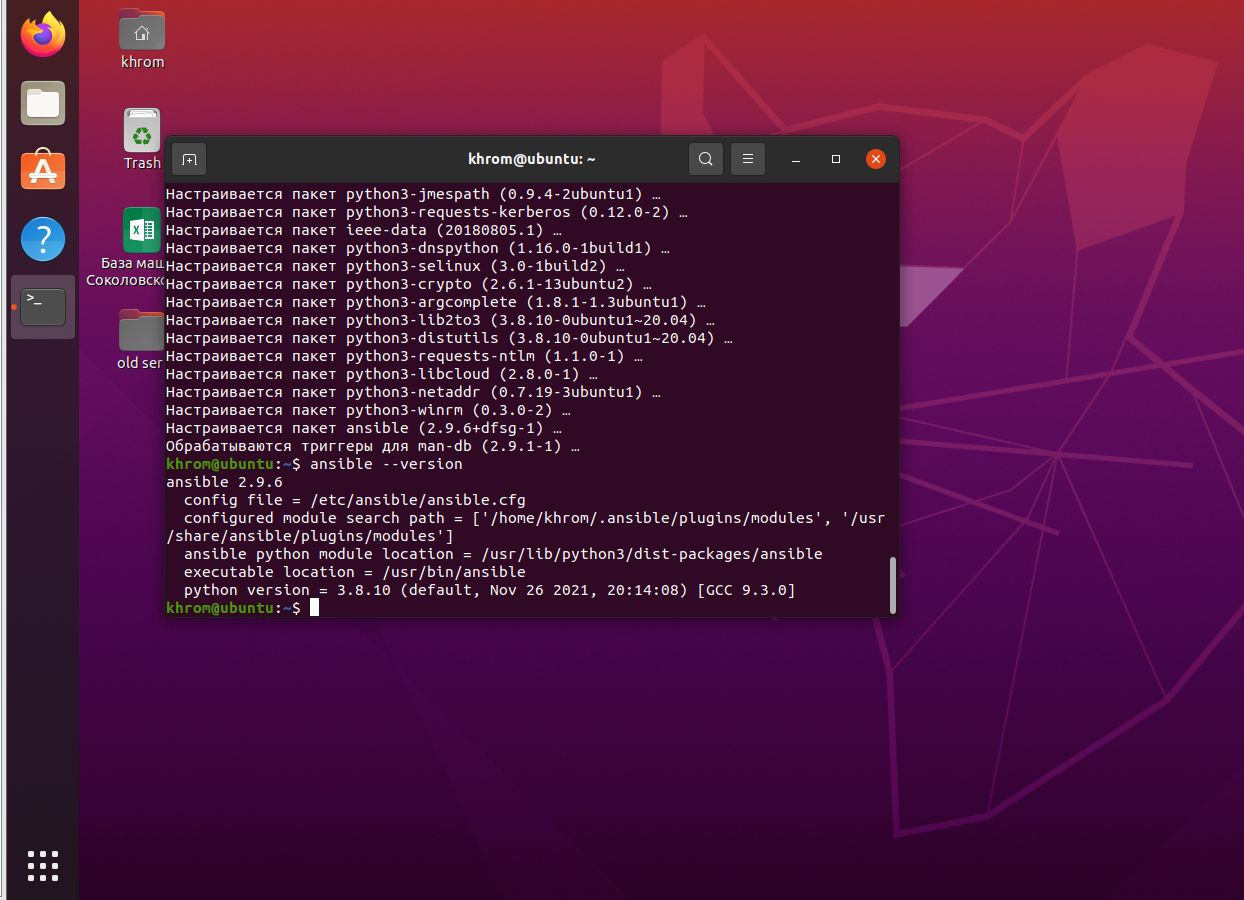 khrom
Trash
База маш
Соколовско
old ser
khrom@ubuntu: ~
Настраивается пакет python3-jmespath (0.9.4-2ubuntu1) …
Настраивается пакет python3-requests-kerberos (0.12.0-2) …
Настраивается пакет ieee-data (20180805.1) …
Настраивается пакет python3-dnspython (1.16.0-1build1) …
Настраивается пакет python3-selinux (3.0-1build2) …
Настраивается пакет python3-crypto (2.6.1-13ubuntu2) …
Настраивается пакет python3-argcomplete (1.8.1-1.3ubuntu1) …
Настраивается пакет python3-lib2to3 (3.8.10-0ubuntu1~20.04) …
Настраивается пакет python3-distutils (3.8.10-0ubuntu1~20.04) …
Настраивается пакет python3-requests-ntlm (1.1.0-1) …
Настраивается пакет python3-libcloud (2.8.0-1) …
Настраивается пакет python3-netaddr (0.7.19-3ubuntu1) …
Настраивается пакет python3-winrm (0.3.0-2) …
Настраивается пакет ansible (2.9.6+dfsg-1) …
Обрабатываются триггеры для man-db (2.9.1-1) …
khrom@ubuntu:~$ ansible --version
ansible 2.9.6
  config file = /etc/ansible/ansible.cfg
  configured module search path = ['/home/khrom/.ansible/plugins/modules', '/usr
/share/ansible/plugins/modules']
  ansible python module location = /usr/lib/python3/dist-packages/ansible
  executable location = /usr/bin/ansible
  python version = 3.8.10 (default, Nov 26 2021, 20:14:08) [GCC 9.3.0]
khrom@ubuntu:~$